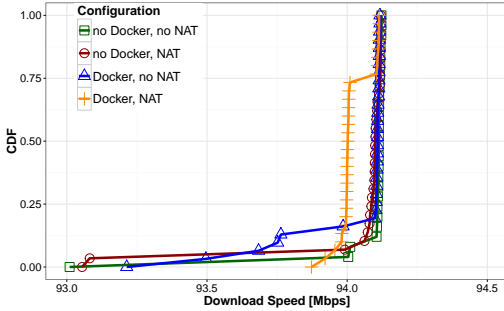 Configuration
no Docker, no NAT
no Docker, NAT
Docker, no NAT
Docker, NAT
CDF
1.00
0.75
0.50
0.25
0.00
93.0
93.5
94.0
94.5
Download Speed [Mbps]